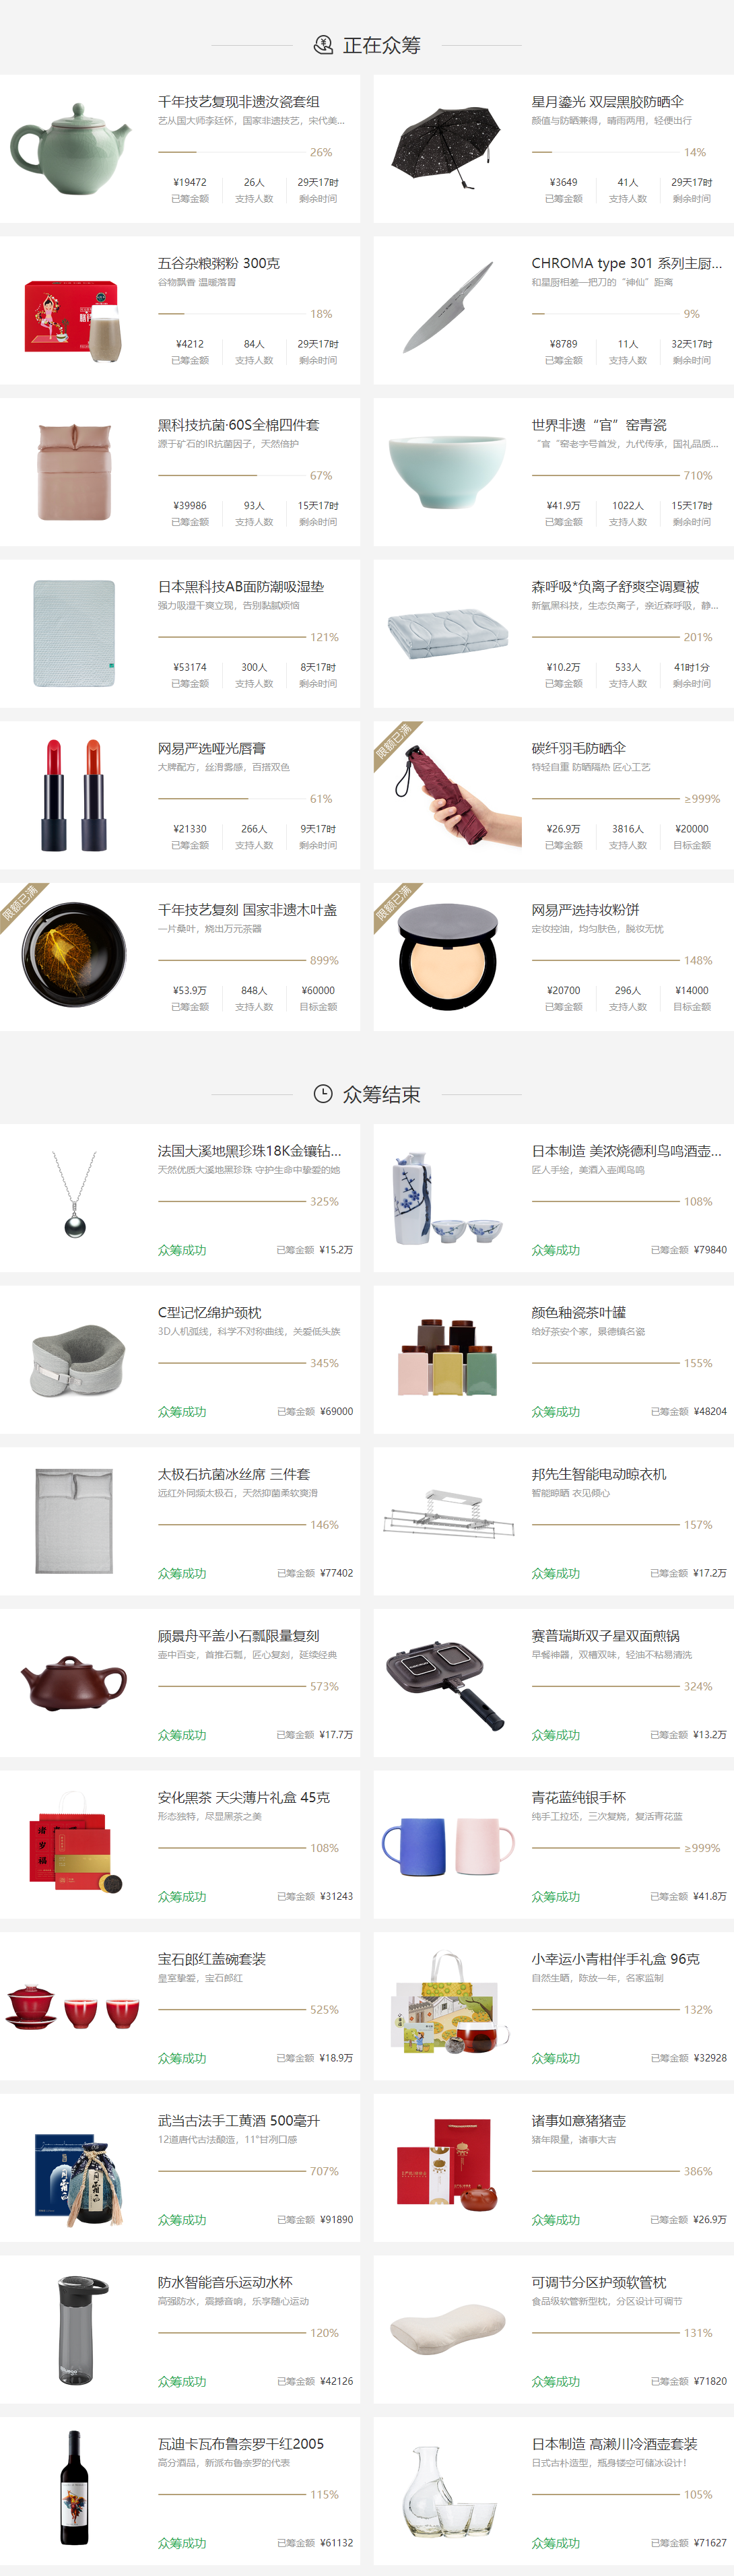 正在众筹
千年技艺复现非遗汝瓷套组
艺从国大师李廷怀，国家非遗技艺，宋代美...
26%
¥19472 26人 29天17时
已筹金额 支持人数 剩余时间
星月鎏光 双层黑胶防晒伞
颜值与防晒兼得，晴雨两用，轻便出行
14%
¥3649 41人 29天17时
已筹金额 支持人数 剩余时间
五谷杂粮粥粉 300克
谷物飘香 温暖落胃
18%
¥4212 84人 29天17时
已筹金额 支持人数 剩余时间
CHROMA type 301 系列主厨...
和星厨相差一把刀的“神仙”距离
9%
¥8789 11人 32天17时
已筹金额 支持人数 剩余时间
黑科技抗菌·60S全棉四件套
源于矿石的IR抗菌因子，天然倍护
67%
¥39986 93人 15天17时
已筹金额 支持人数 剩余时间
世界非遗“官”窑青瓷
“官“窑老字号首发，九代传承，国礼品质...
710%
¥41.9万 1022人 15天17时
已筹金额 支持人数 剩余时间
日本黑科技AB面防潮吸湿垫
强力吸湿干爽立现，告别黏腻烦恼
121%
¥53174 300人 8天17时
已筹金额 支持人数 剩余时间
森呼吸*负离子舒爽空调夏被
新氧黑科技，生态负离子，亲近森呼吸，静...
201%
¥10.2万 533人 41时1分
已筹金额 支持人数 剩余时间
网易严选哑光唇膏
大牌配方，丝滑雾感，百搭双色
61%
¥21330 266人 9天17时
已筹金额 支持人数 剩余时间
限额已满
碳纤羽毛防晒伞
特轻自重 防晒隔热 匠心工艺
≥999%
¥26.9万 3816人 ¥20000
已筹金额 支持人数 目标金额
限额已满
千年技艺复刻 国家非遗木叶盏
一片桑叶，烧出万元茶器
899%
¥53.9万 848人 ¥60000
已筹金额 支持人数 目标金额
限额已满
网易严选持妆粉饼
定妆控油，均匀肤色，脱妆无忧
148%
¥20700 296人 ¥14000
已筹金额 支持人数 目标金额
众筹结束
法国大溪地黑珍珠18K金镶钻...
天然优质大溪地黑珍珠 守护生命中挚爱的她
325%
众筹成功 已筹金额 ¥15.2万
日本制造 美浓烧德利鸟鸣酒壶...
匠人手绘，美酒入壶闻鸟鸣
108%
众筹成功 已筹金额 ¥79840
C型记忆绵护颈枕
3D人机弧线，科学不对称曲线，关爱低头族
345%
众筹成功 已筹金额 ¥69000
颜色釉瓷茶叶罐
给好茶安个家，景德镇名瓷
155%
众筹成功 已筹金额 ¥48204
太极石抗菌冰丝席 三件套
远红外同频太极石，天然抑菌柔软爽滑
146%
众筹成功 已筹金额 ¥77402
邦先生智能电动晾衣机
智能晾晒 衣见倾心
157%
众筹成功 已筹金额 ¥17.2万
顾景舟平盖小石瓢限量复刻
壶中百变，首推石瓢，匠心复刻，延续经典
573%
众筹成功 已筹金额 ¥17.7万
赛普瑞斯双子星双面煎锅
早餐神器，双槽双味，轻油不粘易清洗
324%
众筹成功 已筹金额 ¥13.2万
安化黑茶 天尖薄片礼盒 45克
形态独特，尽显黑茶之美
108%
众筹成功 已筹金额 ¥31243
青花蓝纯银手杯
纯手工拉坯，三次复烧，复活青花蓝
≥999%
众筹成功 已筹金额 ¥41.8万
宝石郎红盖碗套装
皇室挚爱，宝石郎红
525%
众筹成功 已筹金额 ¥18.9万
小幸运小青柑伴手礼盒 96克
自然生晒，陈放一年，名家监制
132%
众筹成功 已筹金额 ¥32928
武当古法手工黄酒 500毫升
12道唐代古法酿造，11°甘冽口感
707%
众筹成功 已筹金额 ¥91890
诸事如意猪猪壶
猪年限量，诸事大吉
386%
众筹成功 已筹金额 ¥26.9万
防水智能音乐运动水杯
高强防水，震撼音响，乐享随心运动
120%
众筹成功 已筹金额 ¥42126
可调节分区护颈软管枕
食品级软管新型枕，分区设计可调节
131%
众筹成功 已筹金额 ¥71820
瓦迪卡瓦布鲁奈罗干红2005
高分酒品，新派布鲁奈罗的代表
115%
众筹成功 已筹金额 ¥61132
日本制造 高濑川冷酒壶套装
日式古朴造型，瓶身镂空可储冰设计！
105%
众筹成功 已筹金额 ¥71627